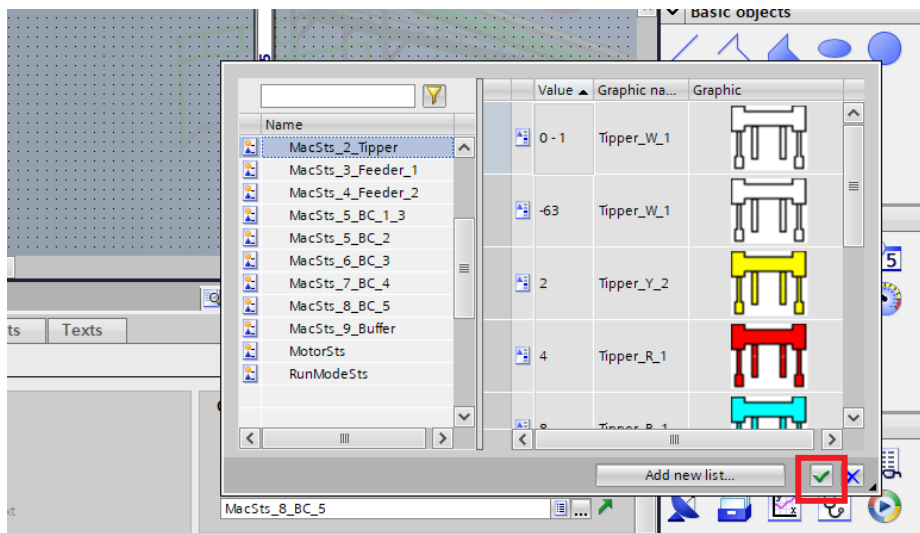 Basic objects
Value Graphic na... Graphic
Name
MacSts_2_Tipper
MacSts_3_Feeder_1
MacSts_4_Feeder_2
MacSts_5_BC_1_3
MacSts_5_BC_2
MacSts_6_BC_3
MacSts_7_BC_4
MacSts_8_BC_5
MacSts_9_Buffer
MotorSts
RunModeSts
0 - 1 Tipper_W_1
-63 Tipper_W_1
2 Tipper_Y_2
4 Tipper_R_1
5
ts Texts
Add new list...
MacSts_8_BC_5